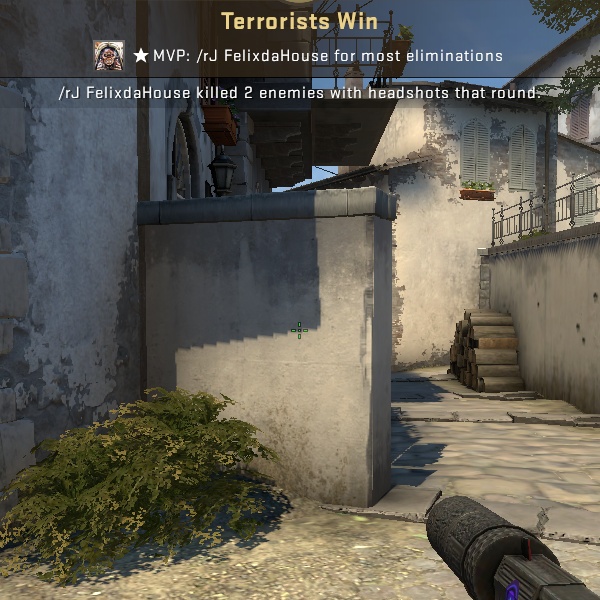 Terrorists Win
★ MVP: /rJ FelixdaHouse for most eliminations
/rJ FelixdaHouse killed 2 enemies with headshots that round.